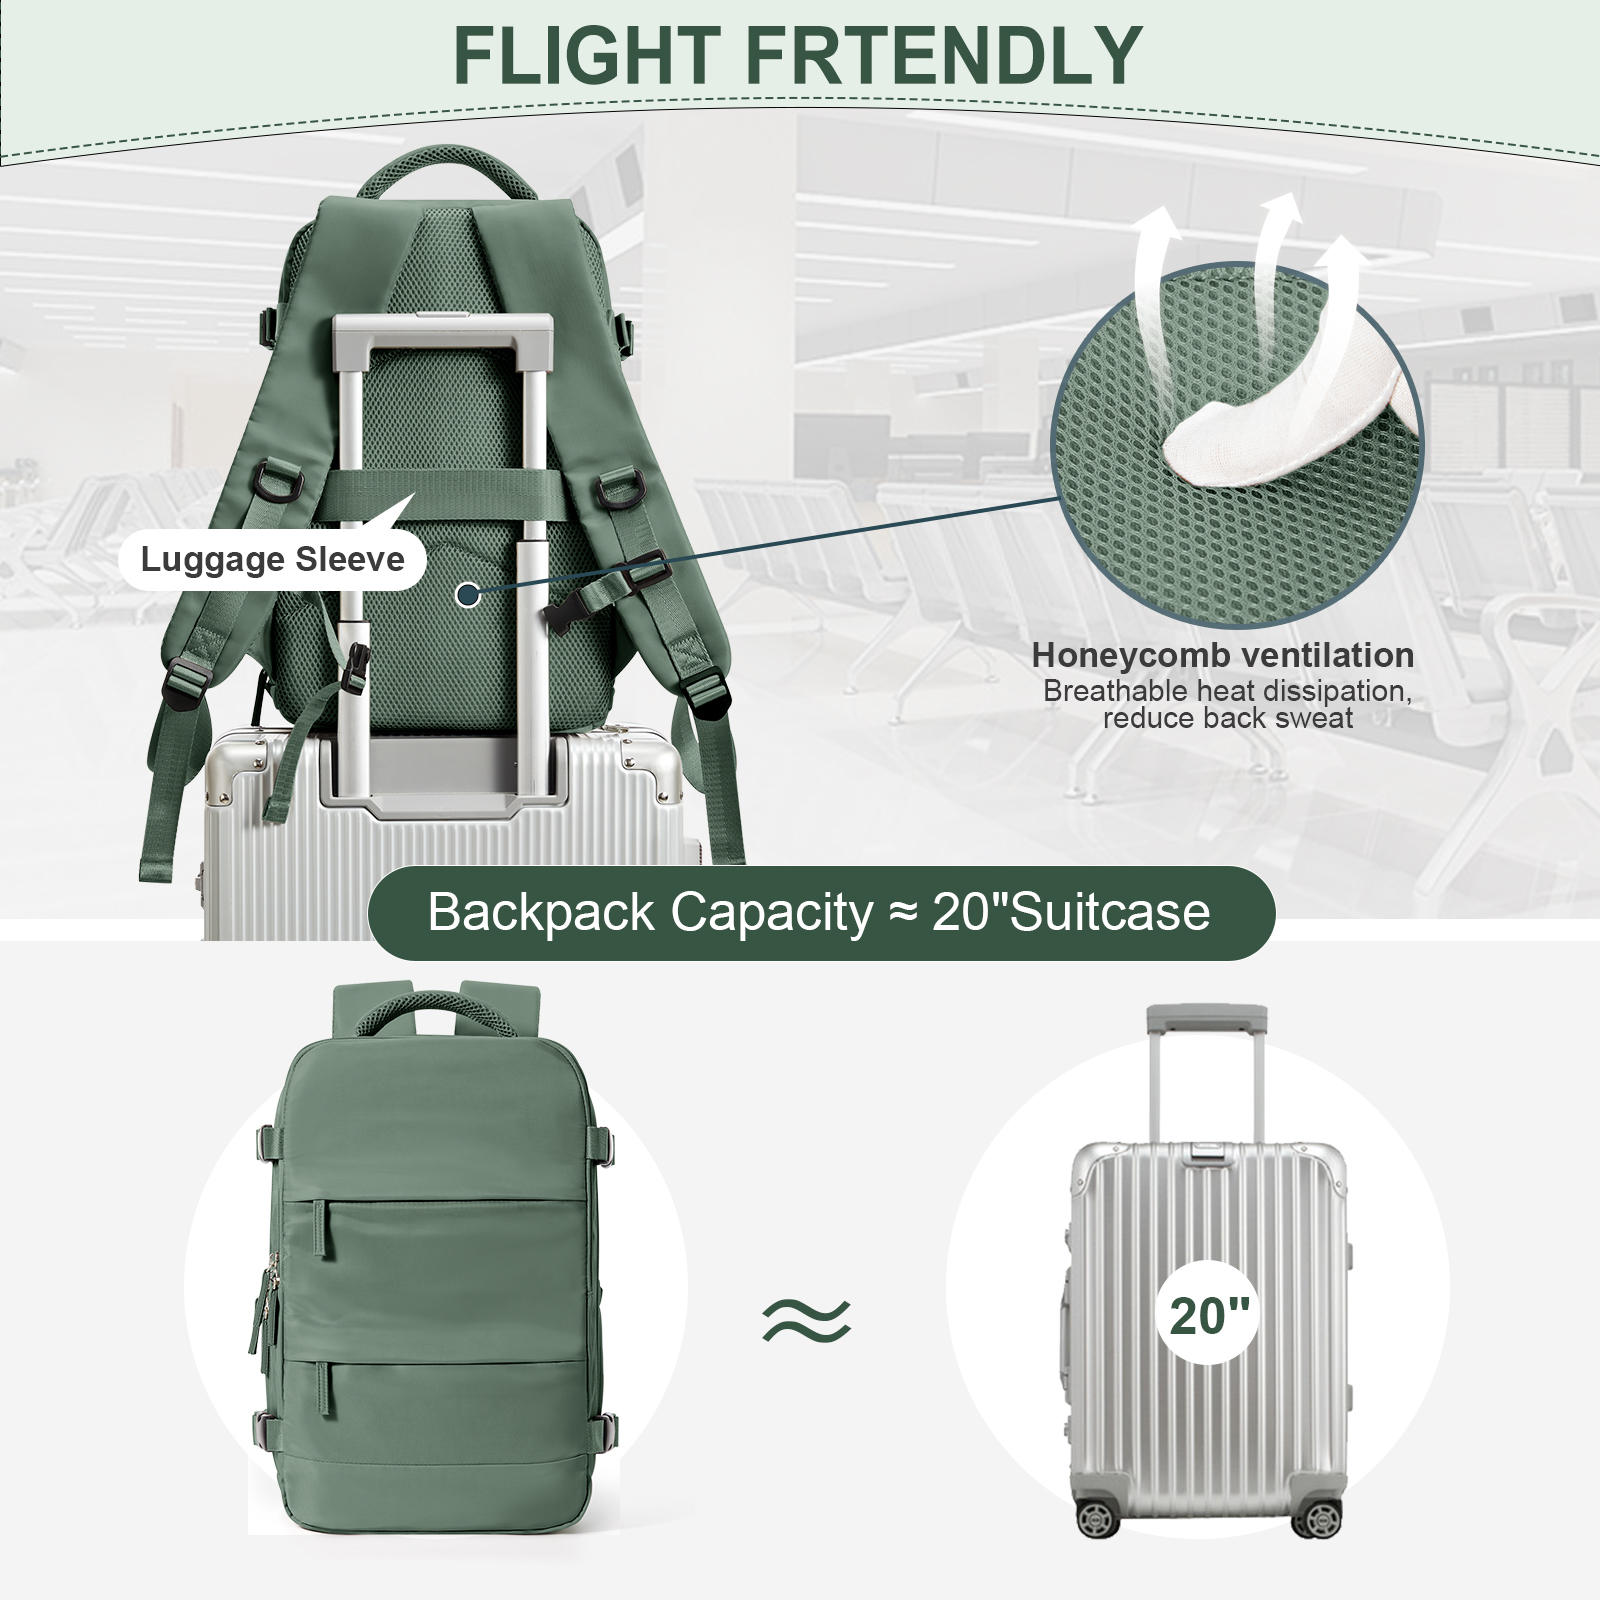 FLIGHT FRTENDLY
Luggage Sleeve
Honeycomb ventilation
Breathable heat dissipation,
reduce back sweat
Backpack Capacity ≈ 20"Suitcase
≈
20"